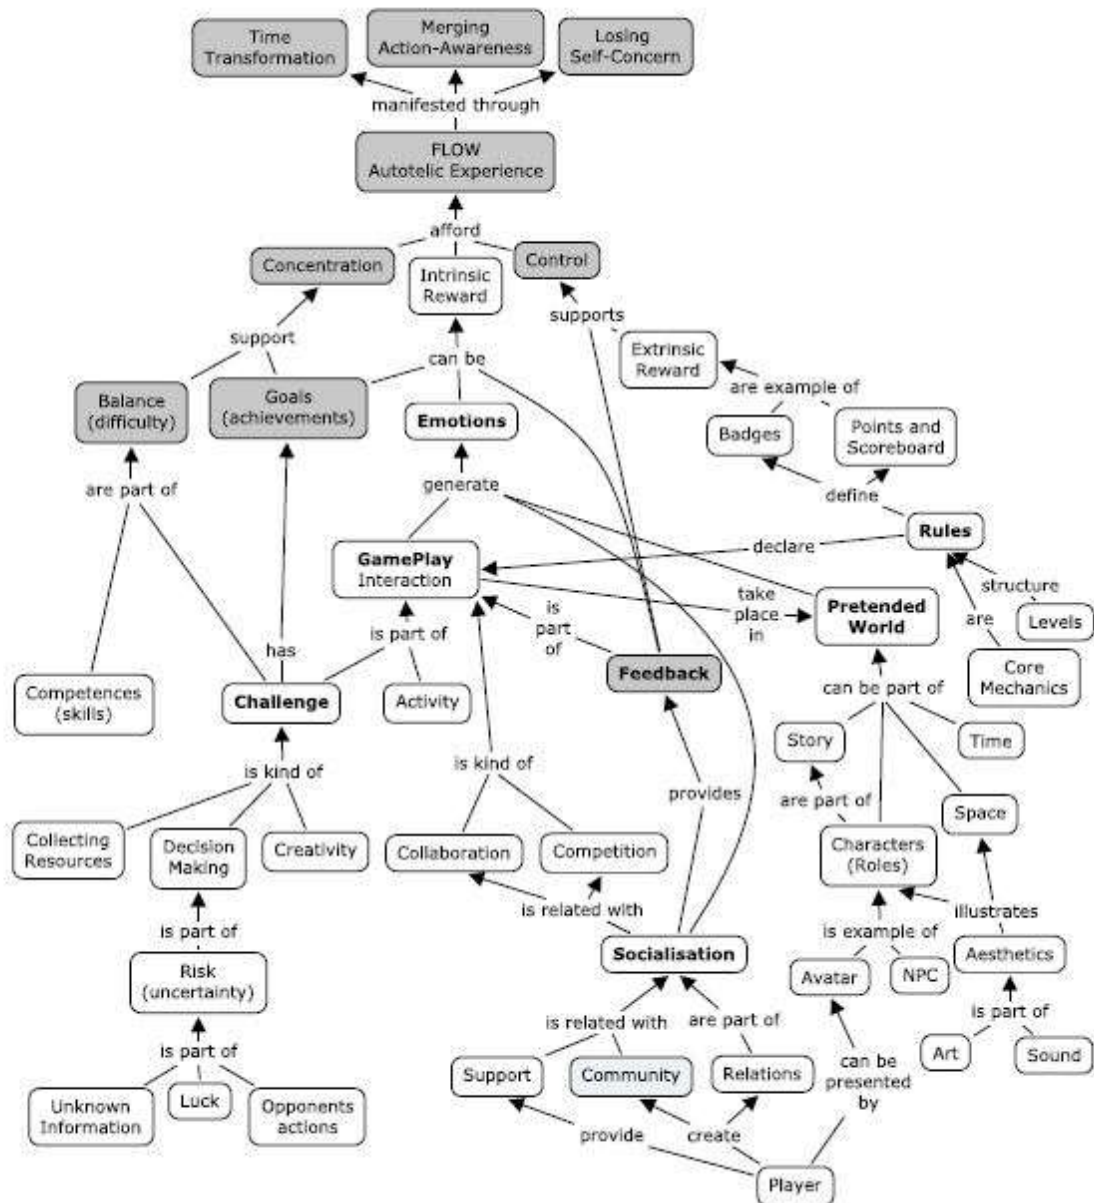 Time
Transformation
Merging
Action-Awareness
Losing
Self-Concern
manifested through
FLOW
Autotelic Experience
afford
Concentration
Intrinsic
Reward
Control
support
can be
supports
Extrinsic
Reward
are example of
Balance
(difficulty)
Goals
(achievements)
Emotions
Badges
Points and
Scoreboard
are part of
generate
define
Rules
GamePlay
Interaction
declare
structure
take
place
in
is
part
of
Pretended
World
are
Levels
has
is part of
Competences
(skills)
Challenge
Activity
Feedback
can be part of
Core
Mechanics
Story
Time
is kind of
is kind of
provides
are part of
Space
Collecting
Resources
Decision
Making
Creativity
Collaboration
Competition
Characters
(Roles)
is related with
illustrates
is part of
Socialisation
is example of
Aesthetics
Risk
(uncertainty)
Avatar
NPC
is part of
is related with
are part of
is part of
Art
Sound
Support
Community
Relations
can be
presented
by
Unknown
Information
Luck
Opponents
actions
provide
create
Player